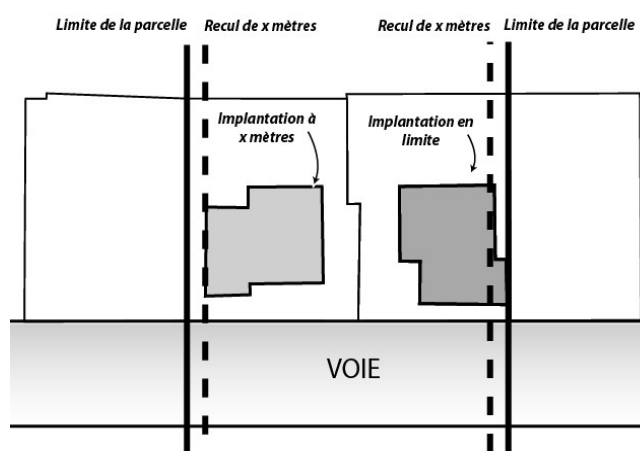 Limite de la parcelle
Recul de x mètres
Recul de x mètres
Limite de la parcelle
Implantation à
x mètres
Implantation en
limite
VOIE